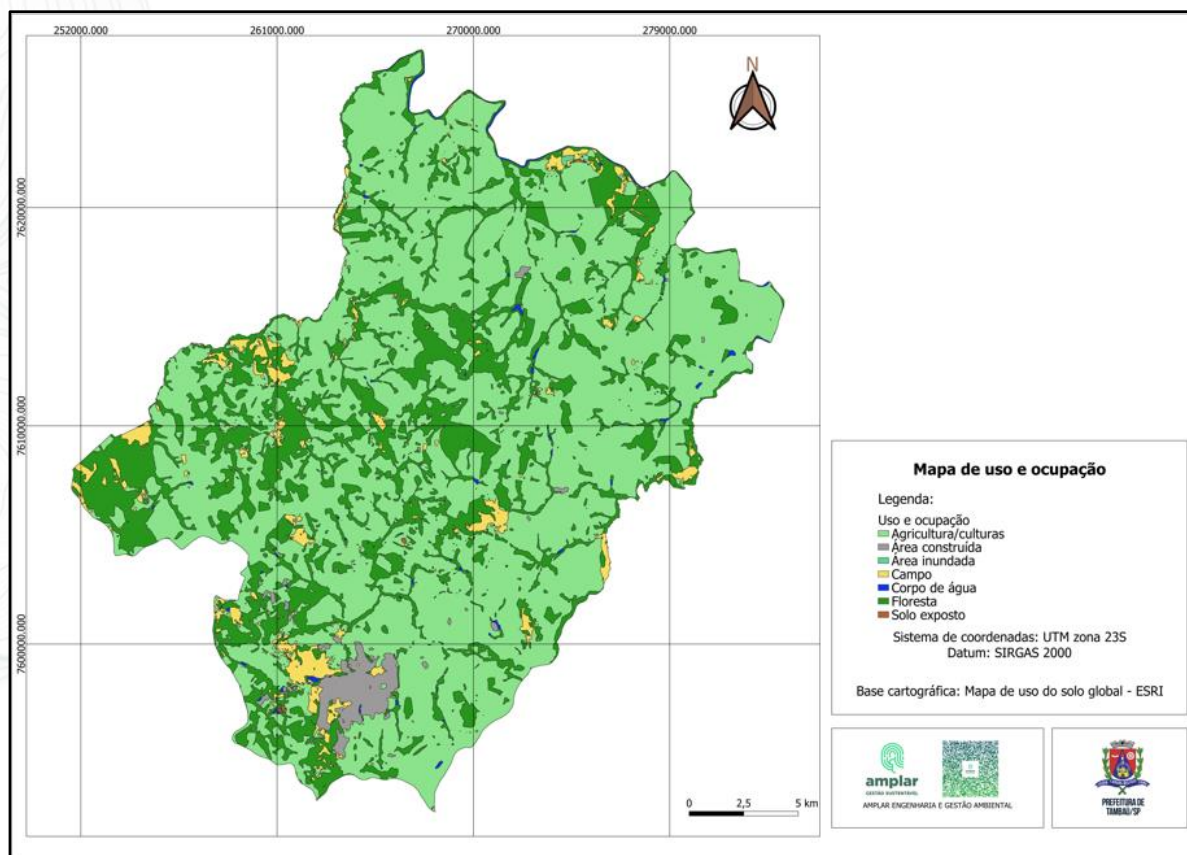 252000.000 261000.000 270000.000 279000.000
N
7620000.000
7610000.000
7600000.000
Mapa de uso e ocupação
Legenda:
Uso e ocupação
Agricultura/culturas
Área construída
Área inundada
Campo
Corpo de água
Floresta
Solo exposto
Sistema de coordenadas: UTM zona 23S
Datum: SIRGAS 2000
Base cartográfica: Mapa de uso do solo global - ESRI
0 2,5 5 km
amplar
GESTÃO SUSTENTÁVEL
AMPLAR ENGENHARIA E GESTÃO AMBIENTAL
PREFEITURA DE
TAMBAÚ/SP